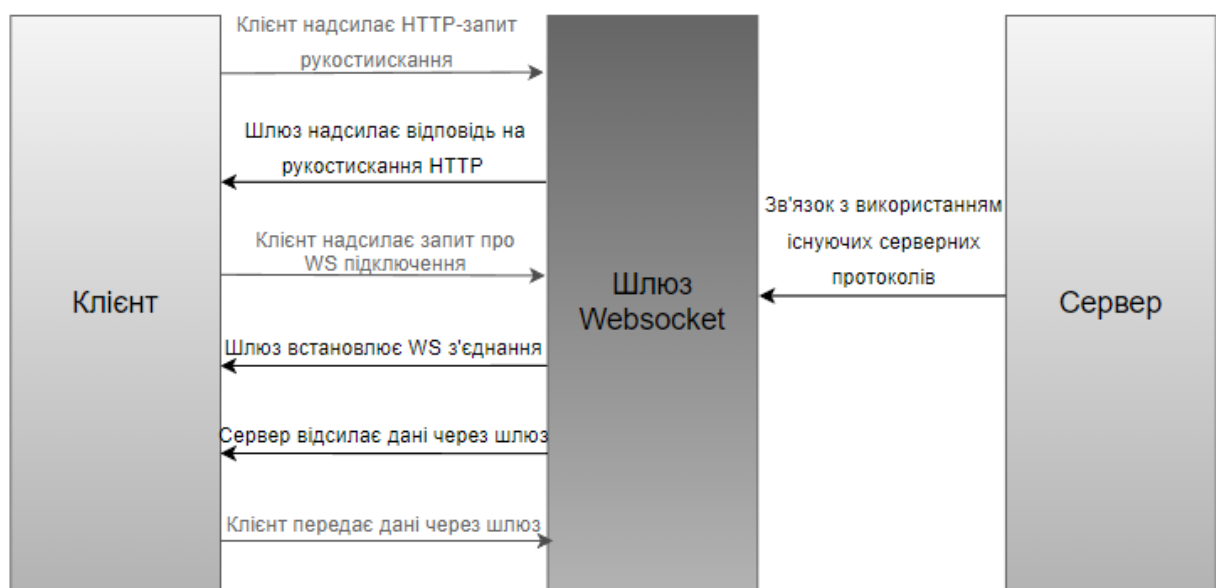 Клієнт надсилає HTTP-запит
рукостиискання
Шлюз надсилає відповідь на
рукостискання HTTP
Клієнт надсилає запит про
WS підключення
Шлюз встановлює WS з'єднання
Сервер відсилає дані через шлюз
Клієнт передає дані через шлюз
Клієнт
Шлюз
Websocket
Зв'язок з використанням
існуючих серверних
протоколів
Сервер